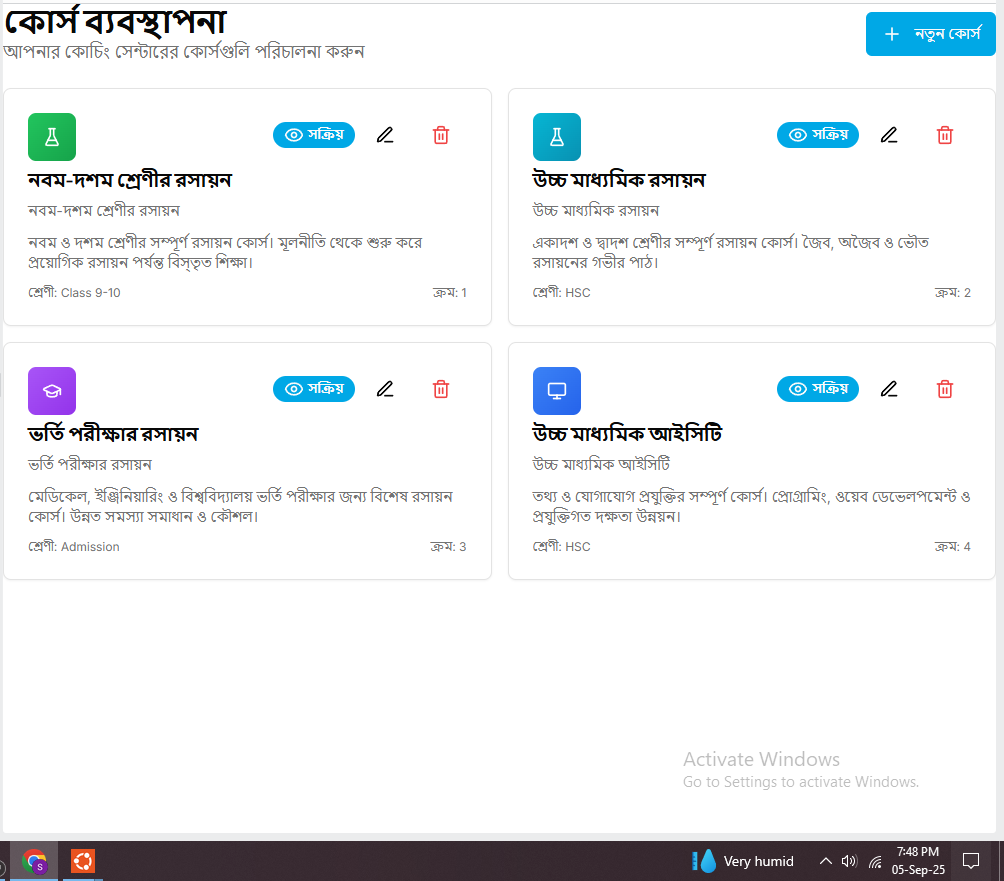 কোর্স ব্যবস্থাপনা
আপনার কোচিং সেন্টারের কোর্সগুলি পরিচালনা করুন
নতুন কোর্স
সক্রিয়
নবম-দশম শ্রেণীর রসায়ন
নবম-দশম শ্রেণীর রসায়ন
নবম ও দশম শ্রেণীর সম্পূর্ণ রসায়ন কোর্স। মূলনীতি থেকে শুরু করে
প্রয়োগিক রসায়ন পর্যন্ত বিস্তৃত শিক্ষা।
শ্রেণী: Class 9-10
ক্রম: 1
সক্রিয়
উচ্চ মাধ্যমিক রসায়ন
উচ্চ মাধ্যমিক রসায়ন
একাদশ ও দ্বাদশ শ্রেণীর সম্পূর্ণ রসায়ন কোর্স। জৈব, অজৈব ও ভৌত
রসায়নের গভীর পাঠ।
শ্রেণী: HSC
ক্রম: 2
সক্রিয়
ভর্তি পরীক্ষার রসায়ন
ভর্তি পরীক্ষার রসায়ন
মেডিকেল, ইঞ্জিনিয়ারিং ও বিশ্ববিদ্যালয় ভর্তি পরীক্ষার জন্য বিশেষ রসায়ন
কোর্স। উন্নত সমস্যা সমাধান ও কৌশল।
শ্রেণী: Admission
ক্রম: 3
সক্রিয়
উচ্চ মাধ্যমিক আইসিটি
উচ্চ মাধ্যমিক আইসিটি
তথ্য ও যোগাযোগ প্রযুক্তির সম্পূর্ণ কোর্স। প্রোগ্রামিং, ওয়েব ডেভেলপমেন্ট ও
প্রযুক্তিগত দক্ষতা উন্নয়ন।
শ্রেণী: HSC
ক্রম: 4
Activate Windows
Go to Settings to activate Windows.
S
Very humid
7:48 PM
05-Sep-25